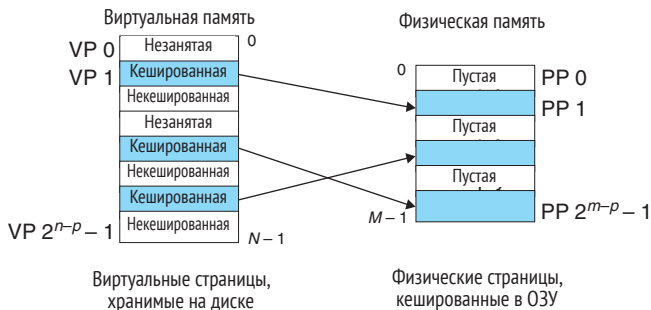 Виртуальная память
Физическая память
VP 0
Незанятая
0
VP 1
Кешированная
Некешированная
Незанятая
Кешированная
Некешированная
Кешированная
VP 2^{n–p} – 1
Некешированная
N – 1
0
Пустая
PP 0
PP 1
Пустая
Пустая
M – 1
PP 2^{m–p} – 1
Виртуальные страницы,
хранимые на диске
Физические страницы,
кешированные в ОЗУ